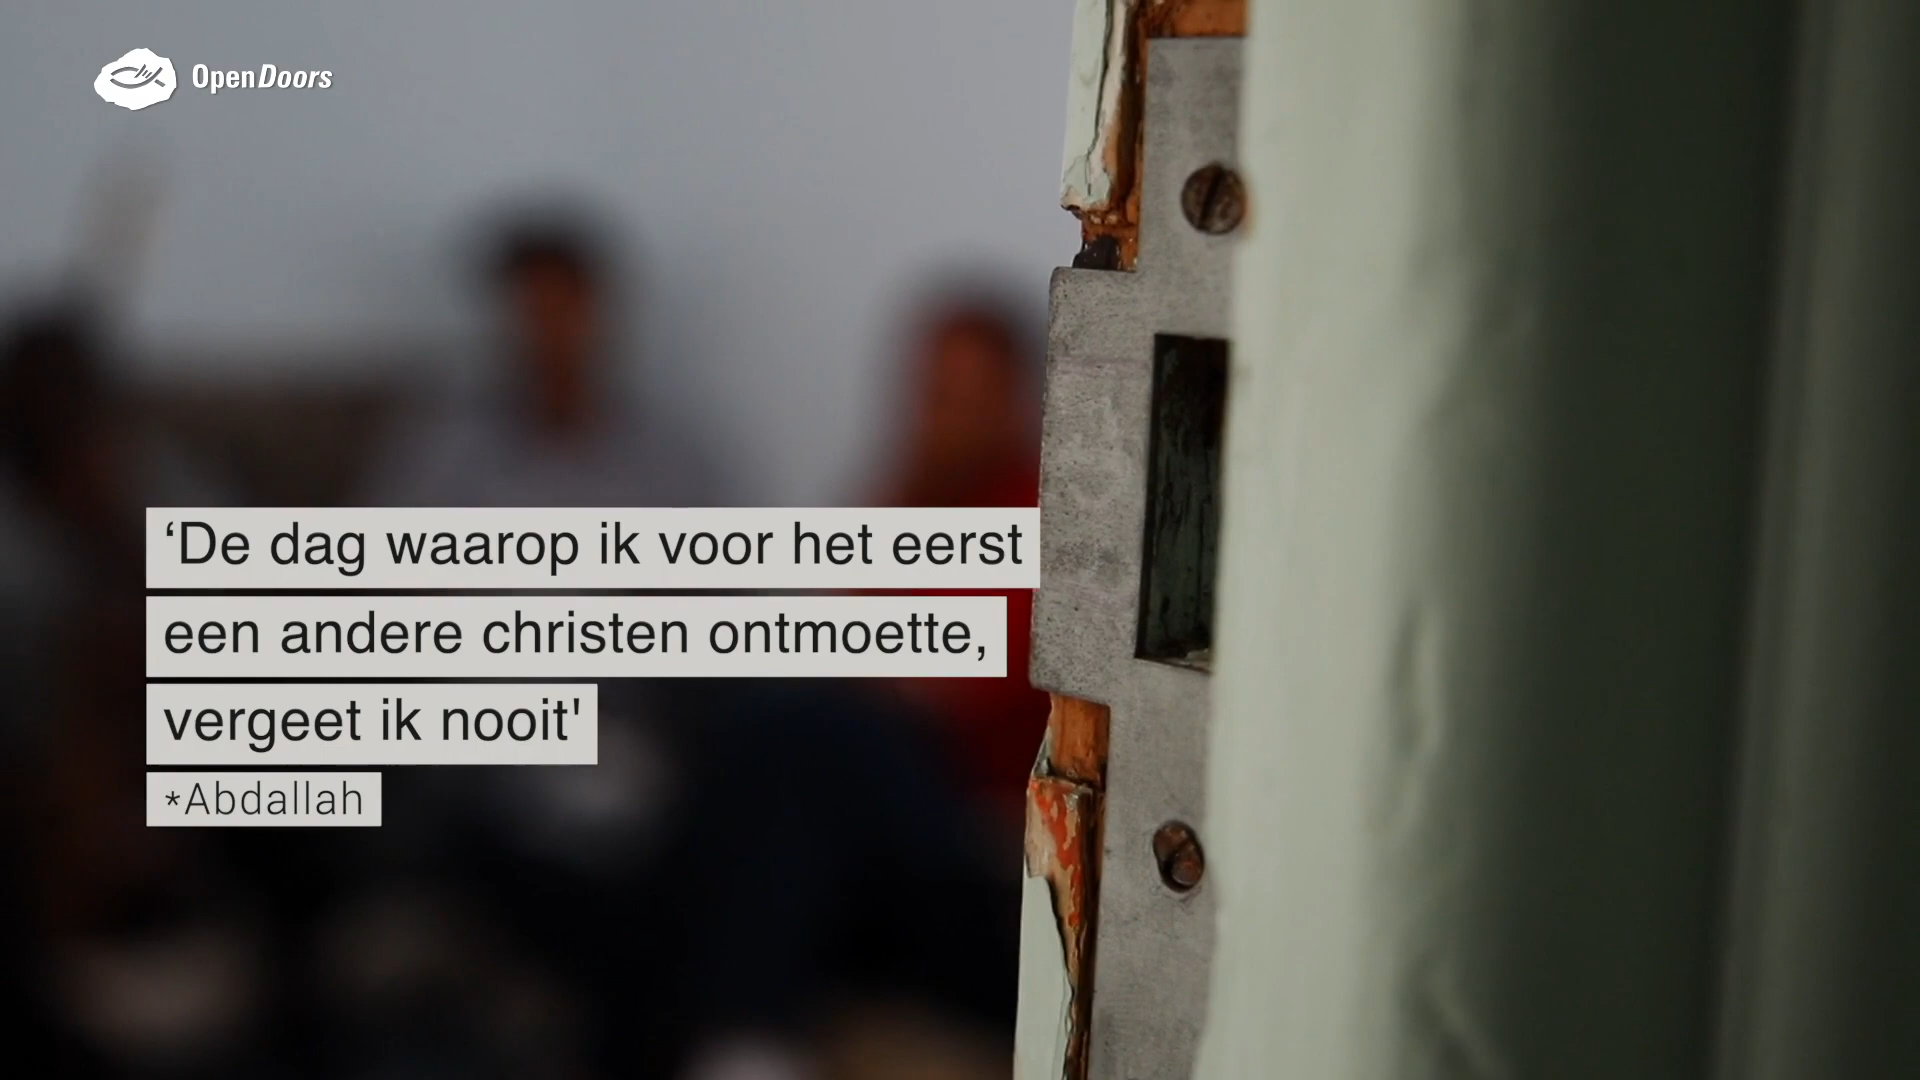 OpenDoors
‘De dag waarop ik voor het eerst
een andere christen ontmoette,
vergeet ik nooit'
*Abdallah